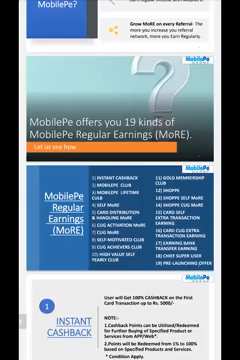 MobilePe?
Earn regular income with MobilePe.
Grow MoRE on every Referral- The
more you increase you referral
network, more you Earn Regularly.
MobilePe
MobilePe offers you 19 kinds of
MobilePe Regular Earnings (MoRE).
Let us see how
MobilePe
MobilePe
Regular
Earnings
(MoRE)
1) INSTANT CASHBACK
2) MOBILEPE CLUB
3) MOBILEPE LIFETIME
CULB
4) SELF MoRE
5) CARD DISTRIBUTION
& HANDLING MoRE
6) CUG ACTIVATION MoRE
7) CUG MoRE
9) SELF-MOTIVATED CLUB
9) CUG ACHIEVERS CLUB
10) HIGH VALUE SELF
YEARLY CLUB
11) GOLD MEMBERSHIP
CLUB
12) SHOPPE
13) SHOPPE SELF MoRE
14) SHOPPE CUG MoRE
15) CARD SELF
EXTRA TRANSACTION
EARNING
16) CARD CUG EXTRA
TRANSACTION EARNING
17) EARNING BANK
TRANSFER EARNING
18) CHIEF SUPER USER
19) PRE-LAUNCHING OFFER
MobilePe
1
INSTANT
CASHBACK
User will Get 100% CASHBACK on the First
Card Transaction up to Rs. 5000/-
NOTE:-
1.Cashback Points can be Utilised/Redeemed
for Further Buying of Specified Product or
Services from APP/Web*
2.Points will be Redeemed from 1% to 100%
based on Specified Products and Services.
* Condition Apply.